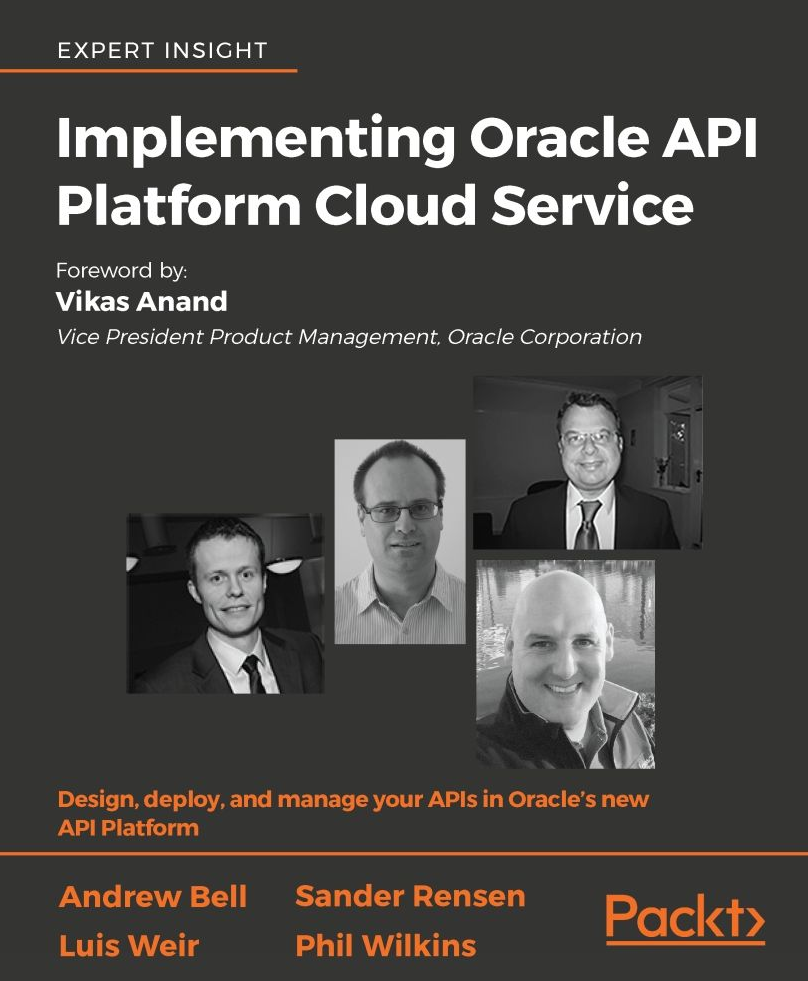 EXPERT INSIGHT
Implementing Oracle API
Platform Cloud Service
Foreword by:
Vikas Anand
Vice President Product Management, Oracle Corporation
Design, deploy, and manage your APIs in Oracle's new
API Platform
Andrew Bell
Sander Rensen
Luis Weir
Phil Wilkins
Packt>